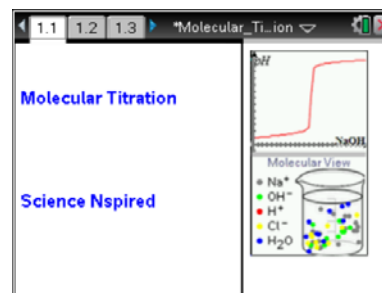 1.1 1.2 1.3 *Molecular_Ti…ion
pH
Molecular Titration
NaOH
Molecular View
Na⁺
OH⁻
H⁺
Science Nspired
Cl⁻
H₂O